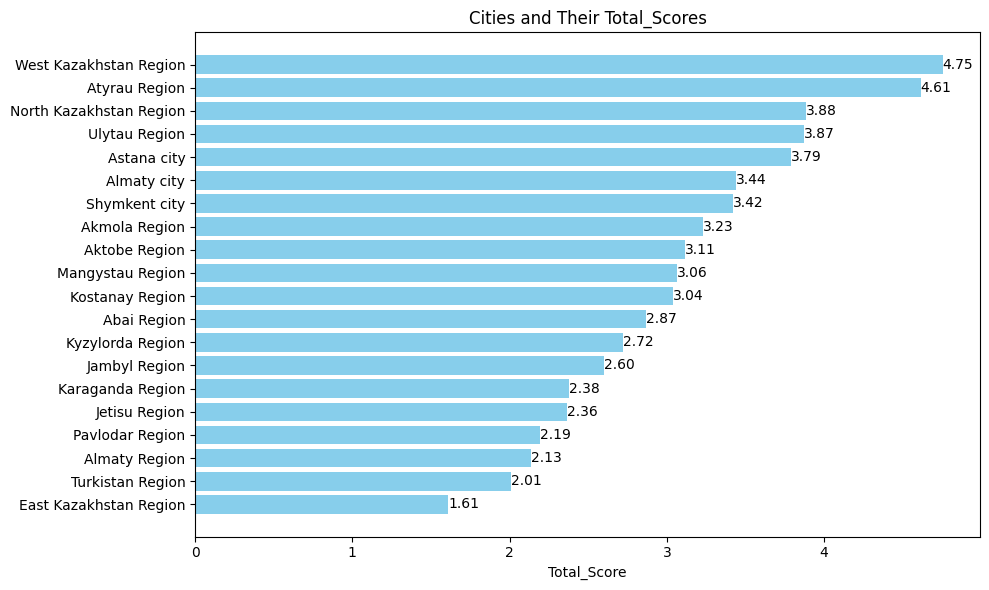 Cities and Their Total_Scores
West Kazakhstan Region 4.75
Atyrau Region 4.61
North Kazakhstan Region 3.88
Ulytau Region 3.87
Astana city 3.79
Almaty city 3.44
Shymkent city 3.42
Akmola Region 3.23
Aktobe Region 3.11
Mangystau Region 3.06
Kostanay Region 3.04
Abai Region 2.87
Kyzylorda Region 2.72
Jambyl Region 2.60
Karaganda Region 2.38
Jetisu Region 2.36
Pavlodar Region 2.19
Almaty Region 2.13
Turkistan Region 2.01
East Kazakhstan Region 1.61
0 1 2 3 4
Total_Score